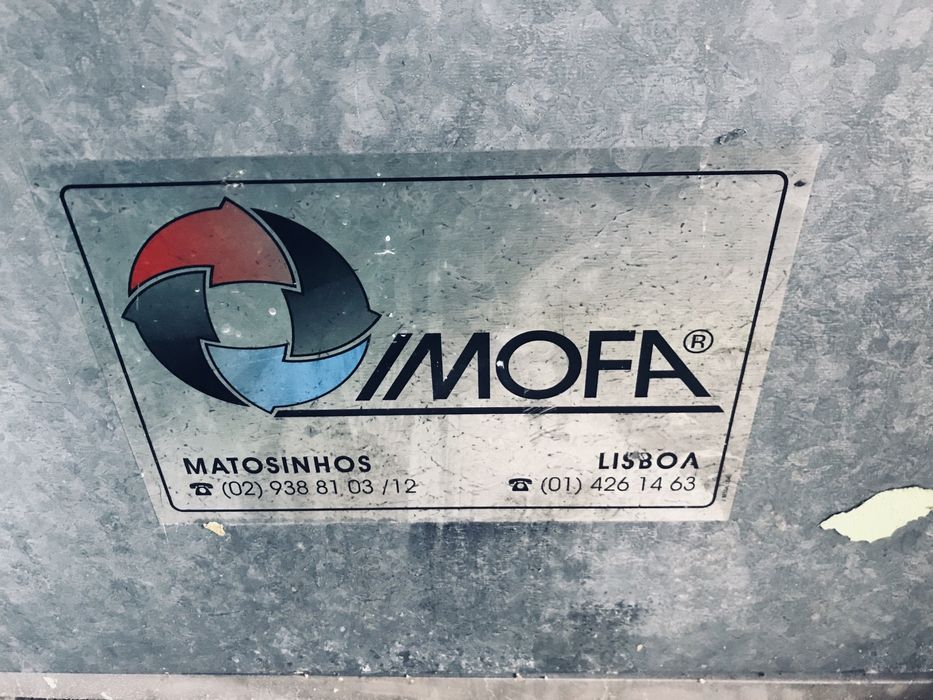 IMOFA®
MATOSINHOS LISBOA
☎ (02) 938 81 03 /12 ☎ (01) 426 14 63